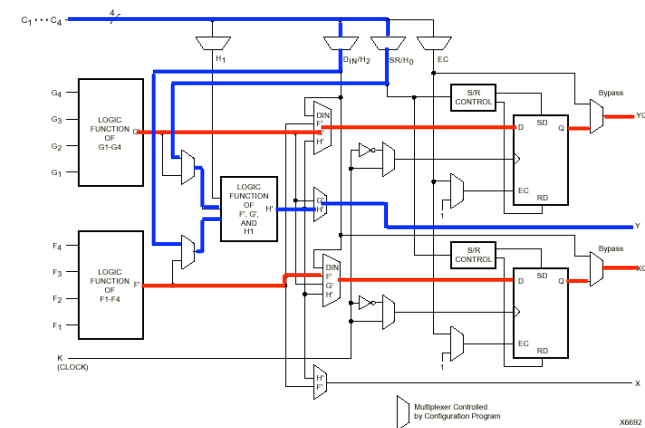 C1 • • • C4
4
H1
DIN/H2
SR/H0
EC
G4
G3
G2
G1
LOGIC
FUNCTION
OF
G1-G4
G'
DIN
F'
H'
S/R
CONTROL
Bypass
D
SD
Q
YQ
EC
RD
1
LOGIC
FUNCTION
OF
F', G',
AND
H1
H'
G'
H'
Y
F4
F3
F2
F1
LOGIC
FUNCTION
OF
F1-F4
F'
DIN
F'
G'
H'
S/R
CONTROL
Bypass
D
SD
Q
EC
RD
1
K
(CLOCK)
H'
F'
X
Multiplexer Controlled
by Configuration Program
X6692